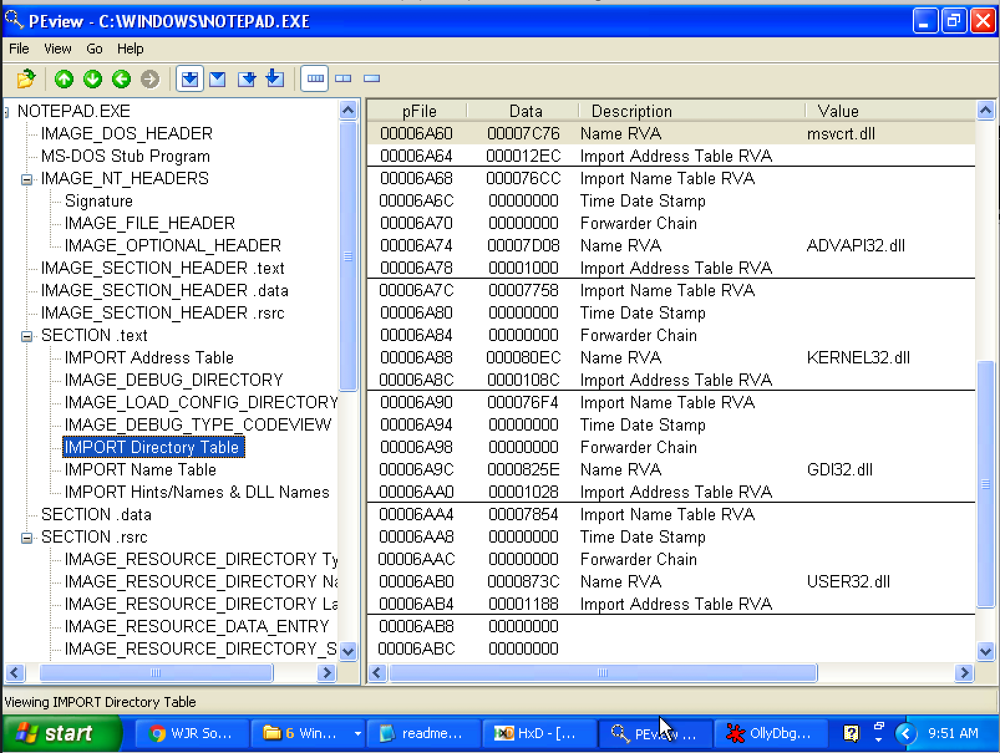 PEview - C:\WINDOWS\NOTEPAD.EXE
File View Go Help
NOTEPAD.EXE
IMAGE_DOS_HEADER
MS-DOS Stub Program
IMAGE_NT_HEADERS
Signature
IMAGE_FILE_HEADER
IMAGE_OPTIONAL_HEADER
IMAGE_SECTION_HEADER .text
IMAGE_SECTION_HEADER .data
IMAGE_SECTION_HEADER .rsrc
SECTION .text
IMPORT Address Table
IMAGE_DEBUG_DIRECTORY
IMAGE_LOAD_CONFIG_DIRECTORY
IMAGE_DEBUG_TYPE_CODEVIEW
IMPORT Directory Table
IMPORT Name Table
IMPORT Hints/Names & DLL Names
SECTION .data
SECTION .rsrc
IMAGE_RESOURCE_DIRECTORY Ty
IMAGE_RESOURCE_DIRECTORY Na
IMAGE_RESOURCE_DIRECTORY La
IMAGE_RESOURCE_DATA_ENTRY
IMAGE_RESOURCE_DIRECTORY_S
pFile Data Description Value
00006A60 00007C76 Name RVA msvcrt.dll
00006A64 000012EC Import Address Table RVA
00006A68 000076CC Import Name Table RVA
00006A6C 00000000 Time Date Stamp
00006A70 00000000 Forwarder Chain
00006A74 00007D08 Name RVA ADVAPI32.dll
00006A78 00001000 Import Address Table RVA
00006A7C 00007758 Import Name Table RVA
00006A80 00000000 Time Date Stamp
00006A84 00000000 Forwarder Chain
00006A88 000080EC Name RVA KERNEL32.dll
00006A8C 0000108C Import Address Table RVA
00006A90 000076F4 Import Name Table RVA
00006A94 00000000 Time Date Stamp
00006A98 00000000 Forwarder Chain
00006A9C 0000825E Name RVA GDI32.dll
00006AA0 00001028 Import Address Table RVA
00006AA4 00007854 Import Name Table RVA
00006AA8 00000000 Time Date Stamp
00006AAC 00000000 Forwarder Chain
00006AB0 0000873C Name RVA USER32.dll
00006AB4 00001188 Import Address Table RVA
00006AB8 00000000
00006ABC 00000000
Viewing IMPORT Directory Table
start WJR So... 6 Win... readme... HxD - [... PEview ... OllyDbg... 9:51 AM